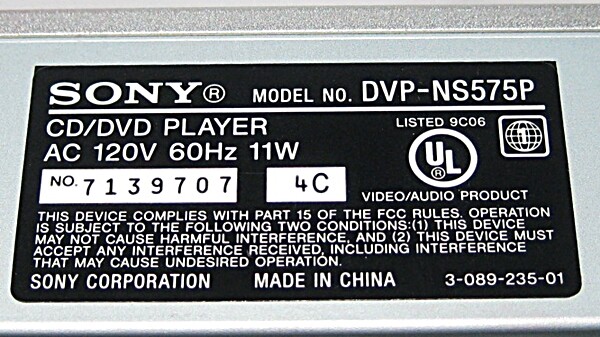 SONY® MODEL NO. DVP-NS575P
CD/DVD PLAYER
AC 120V 60Hz 11W
NO. 7139707 4C
LISTED 9C06
UL ®
1
VIDEO/AUDIO PRODUCT
THIS DEVICE COMPLIES WITH PART 15 OF THE FCC RULES. OPERATION
IS SUBJECT TO THE FOLLOWING TWO CONDITIONS:(1) THIS DEVICE
MAY NOT CAUSE HARMFUL INTERFERENCE, AND (2) THIS DEVICE MUST
ACCEPT ANY INTERFERENCE RECEIVED, INCLUDING INTERFERENCE
THAT MAY CAUSE UNDESIRED OPERATION.
SONY CORPORATION MADE IN CHINA 3-089-235-01